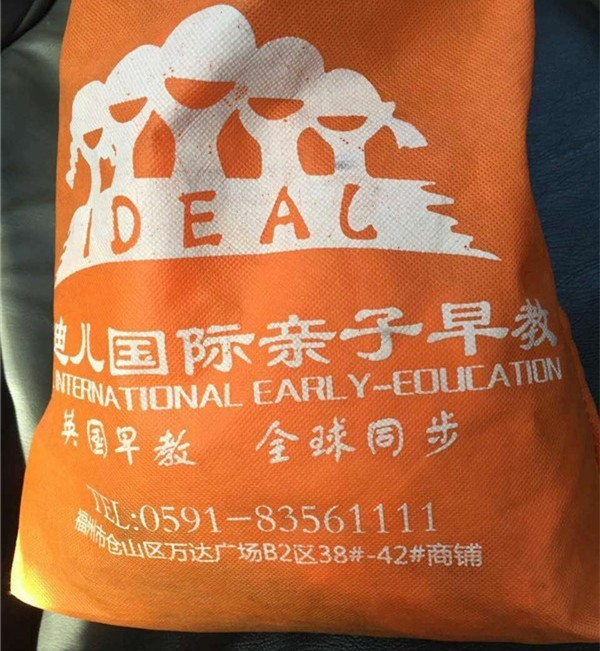 IDEAL
迪儿国际亲子早教
INTERNATIONAL EARLY-EDUCATION
英国早教 全球同步
TEL:0591-83561111
福州市仓山区万达广场B2区38#-42#商铺